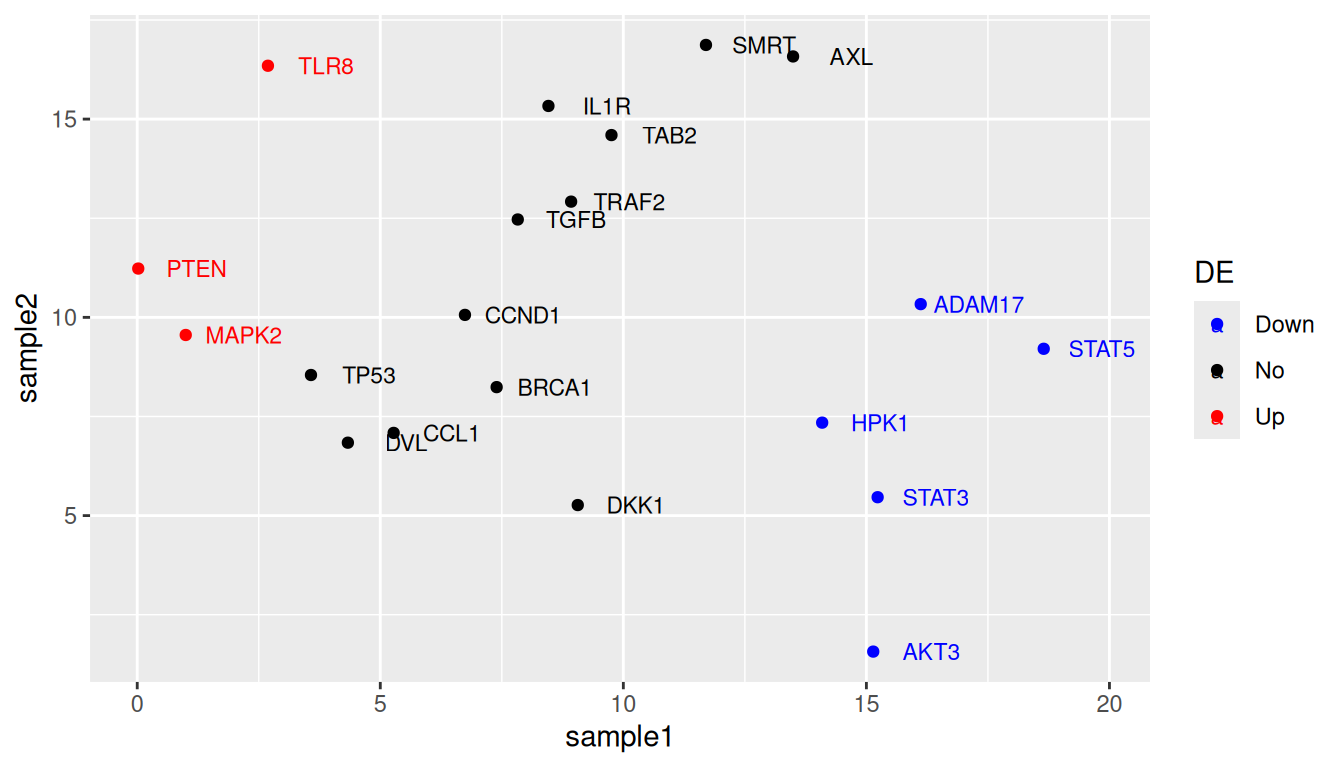 SMRT
AXL
TLR8
IL1R
15
TAB2
TRAF2
TGFB
PTEN
DE
ADAM17
10
CCND1
Down
MAPK2
STAT5
sample2
No
TP53
BRCA1
Up
HPK1
CCL1
DVL
STAT3
DKK1
5
AKT3
0 5 10 15 20
sample1